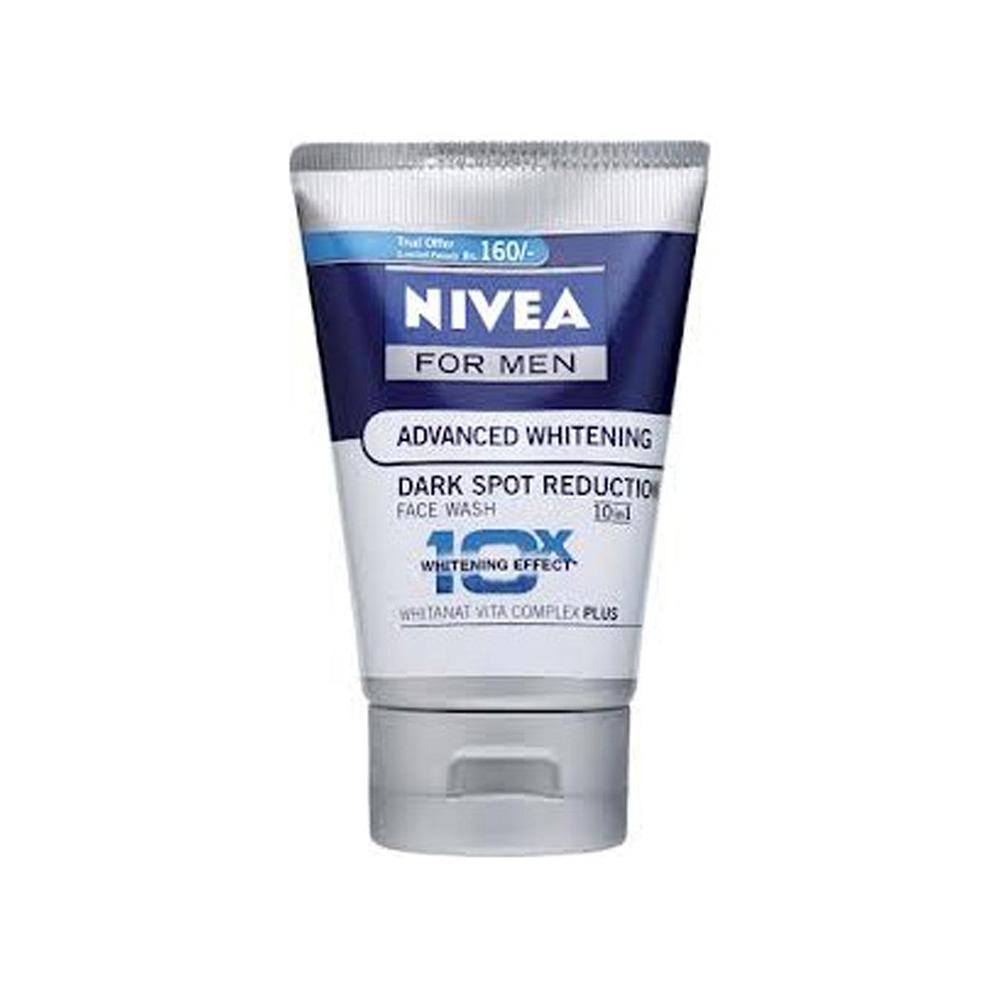 Trial Offer
Rs. 160/-
NIVEA
FOR MEN
ADVANCED WHITENING
DARK SPOT REDUCTION
FACE WASH 10in1
10X
WHITENING EFFECT
WHITANAT VITA COMPLEX PLUS